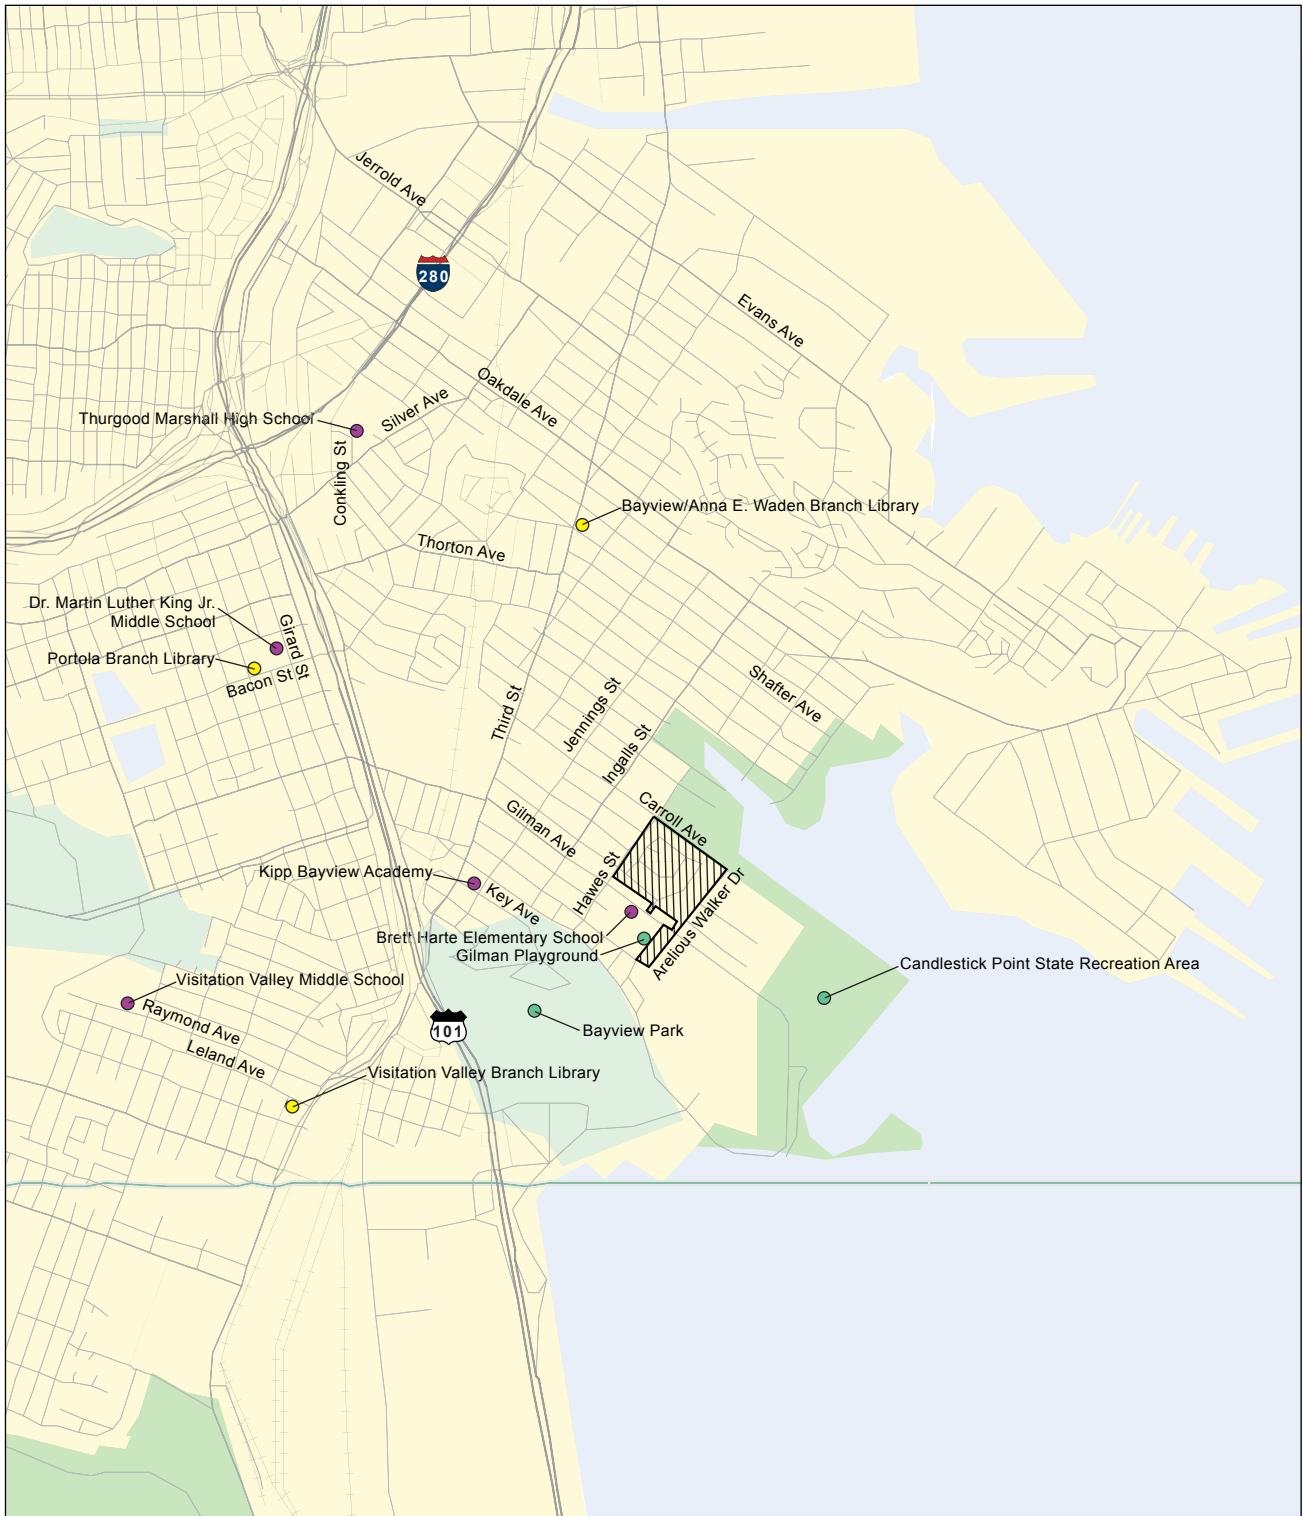 Jerrold Ave
280
Evans Ave
Oakdale Ave
Silver Ave
Thurgood Marshall High School
Conkling St
Bayview/Anna E. Waden Branch Library
Thorton Ave
Dr. Martin Luther King Jr.
Middle School
Girard St
Portola Branch Library
Bacon St
Shafter Ave
Third St
Jennings St
Ingalls St
Carroll Ave
Gilman Ave
Hawes St
Kipp Bayview Academy
Key Ave
Arelious Walker Dr
Brett Harte Elementary School
Gilman Playground
Candlestick Point State Recreation Area
Visitation Valley Middle School
Raymond Ave
101
Bayview Park
Leland Ave
Visitation Valley Branch Library